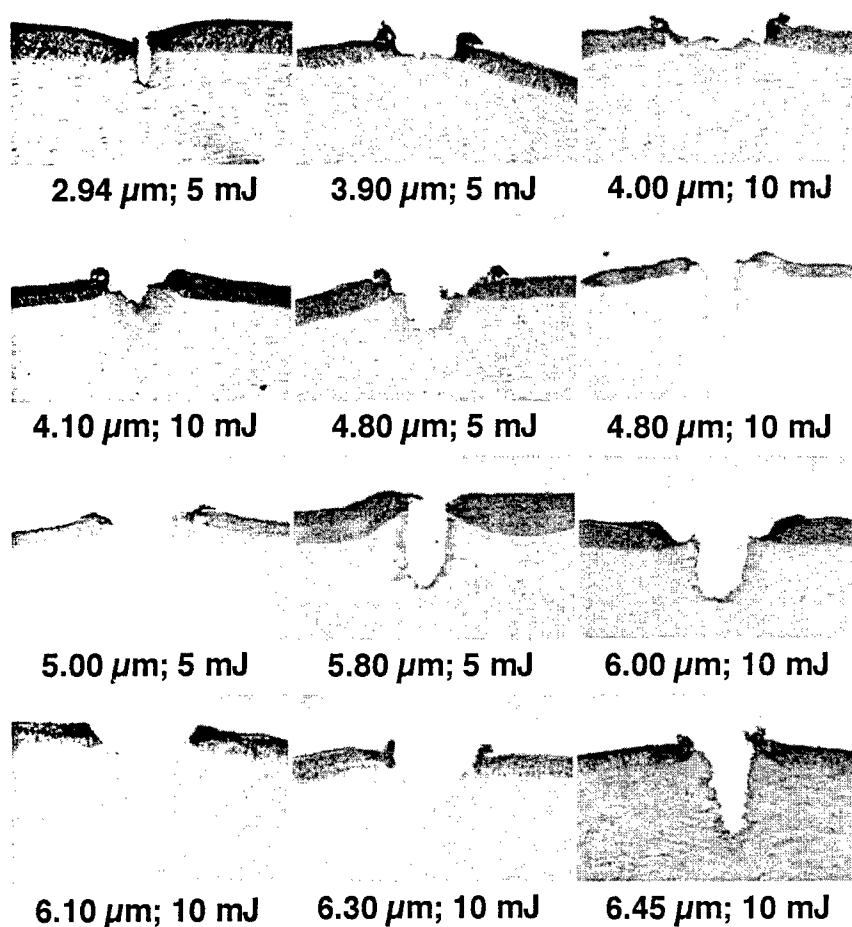 2.94 µm; 5 mJ
3.90 µm; 5 mJ
4.00 µm; 10 mJ
4.10 µm; 10 mJ
4.80 µm; 5 mJ
4.80 µm; 10 mJ
5.00 µm; 5 mJ
5.80 µm; 5 mJ
6.00 µm; 10 mJ
6.10 µm; 10 mJ
6.30 µm; 10 mJ
6.45 µm; 10 mJ